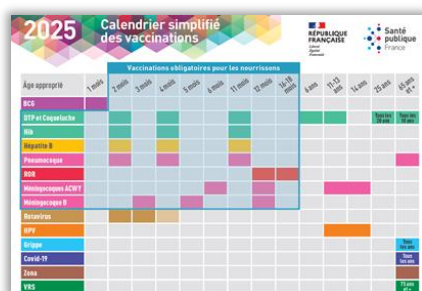 2025
Calendrier simplifié
des vaccinations
RÉPUBLIQUE
FRANÇAISE
Santé
publique
France
Vaccinations obligatoires pour les nourrissons
Âge approprié
1 mois
2 mois
3 mois
4 mois
5 mois
6 mois
11 mois
12 mois
16-18
mois
6 ans
11-13
ans
14 ans
25 ans
65 ans
et +
BCG
DTP et Coqueluche
Tous les
20 ans
Tous les
10 ans
Hib
Hépatite B
Pneumocoque
ROR
Méningocoques ACWY
Méningocoque B
Rotavirus
HPV
Grippe
Tous
les ans
Covid-19
Tous
les ans
Zona
VRS
75 ans
et +